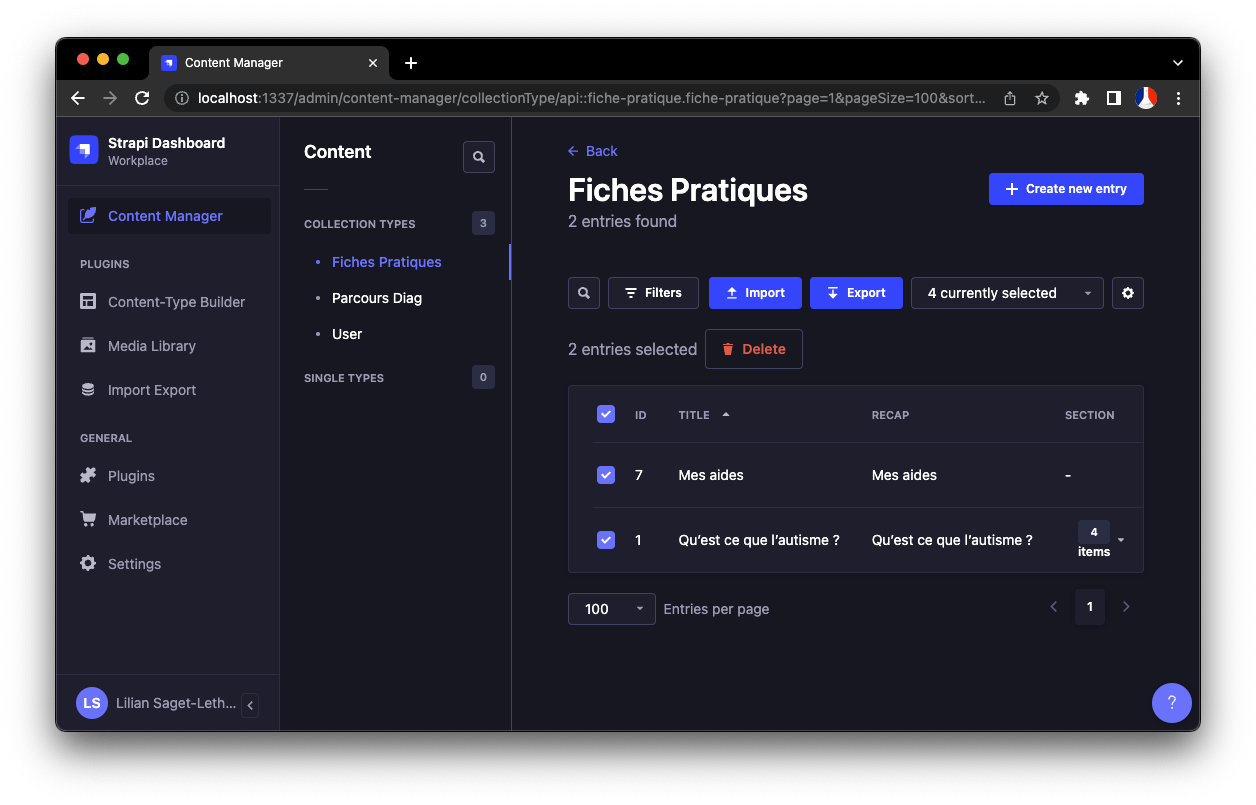 Content Manager
localhost:1337/admin/content-manager/collectionType/api::fiche-pratique.fiche-pratique?page=1&pageSize=100&sort...
Strapi Dashboard
Workplace
Content Manager
PLUGINS
Content-Type Builder
Media Library
Import Export
GENERAL
Plugins
Marketplace
Settings
LS Lilian Saget-Leth...
Content
COLLECTION TYPES 3
Fiches Pratiques
Parcours Diag
User
SINGLE TYPES 0
Back
Fiches Pratiques
Create new entry
2 entries found
Filters Import Export 4 currently selected
2 entries selected Delete
ID TITLE RECAP SECTION
7 Mes aides Mes aides -
1 Qu’est ce que l’autisme ? Qu’est ce que l’autisme ? 4 items
100 Entries per page 1
?